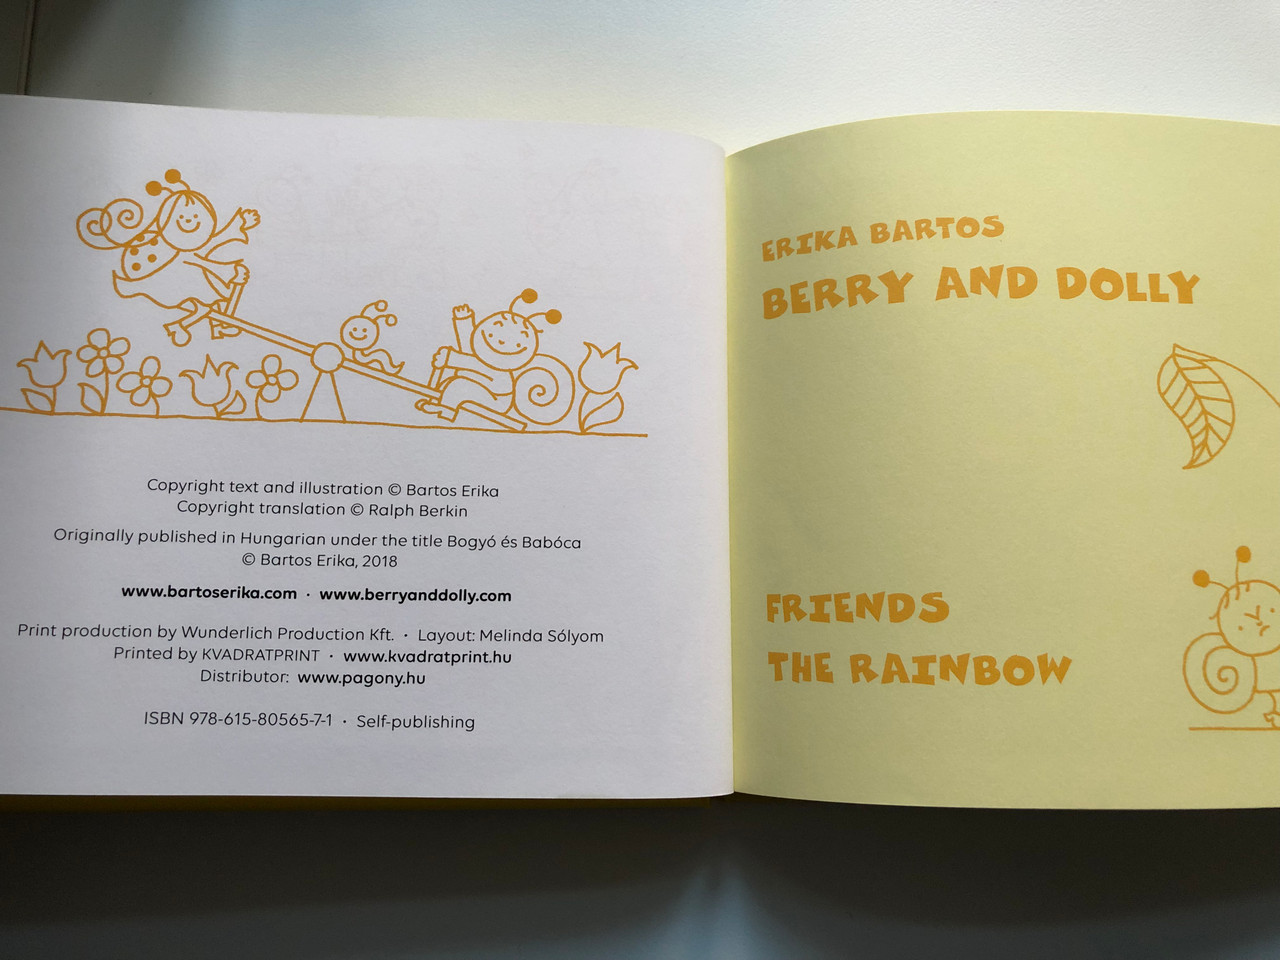 Copyright text and illustration © Bartos Erika
Copyright translation © Ralph Berkin
Originally published in Hungarian under the title Bogyó és Babóca
© Bartos Erika, 2018
www.bartoserika.com · www.berryanddolly.com
Print production by Wunderlich Production Kft. · Layout: Melinda Sólyom
Printed by KVADRATPRINT · www.kvadratprint.hu
Distributor: www.pagony.hu
ISBN 978-615-80565-7-1 · Self-publishing
ERIKA BARTOS
BERRY AND DOLLY
FRIENDS
THE RAINBOW